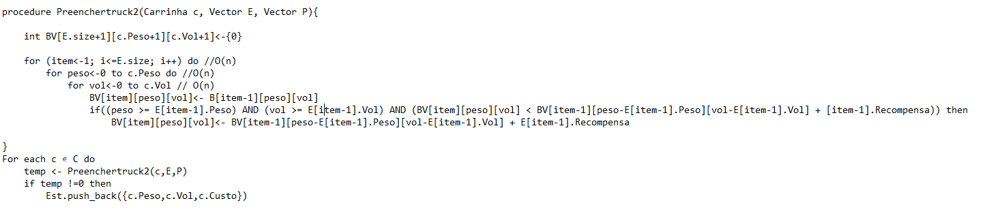 procedure Preenchertruck2(Carrinha c, Vector E, Vector P){
int BV[E.size+1][c.Peso+1][c.Vol+1]<-{0}
for (item<-1; i<=E.size; i++) do //O(n)
for peso<-0 to c.Peso do //O(n)
for vol<-0 to c.Vol // O(n)
BV[item][peso][vol]<- B[item-1][peso][vol]
if((peso >= E[item-1].Peso) AND (vol >= E[item-1].Vol) AND (BV[item][peso][vol] < BV[item-1][peso-E[item-1].Peso][vol-E[item-1].Vol] + [item-1].Recompensa)) then
BV[item][peso][vol]<- BV[item-1][peso-E[item-1].Peso][vol-E[item-1].Vol] + E[item-1].Recompensa
}
For each c ∊ C do
temp <- Preenchertruck2(c,E,P)
if temp !=0 then
Est.push_back({c.Peso,c.Vol,c.Custo})